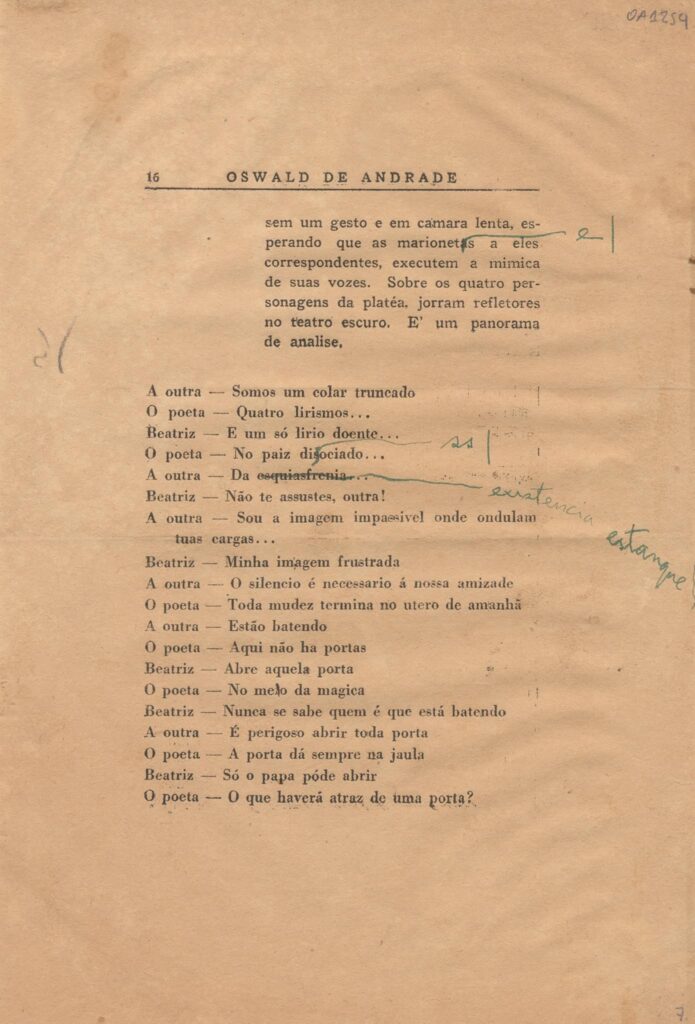 OA1259
16 OSWALD DE ANDRADE
sem um gesto e em camara lenta, es-
perando que as marionetas a eles
e
correspondentes, executem a mimica
de suas vozes. Sobre os quatro per-
sonagens da platéa, jorram refletores
no teatro escuro. E' um panorama
de analise.
A outra — Somos um colar truncado
O poeta — Quatro lirismos...
Beatriz — E um só lirio doente...
ss
O poeta — No paiz disociado...
A outra — Da esquiasfrenia...
existencia
estanque
Beatriz — Não te assustes, outra!
A outra — Sou a imagem impassivel onde ondulam
tuas cargas...
Beatriz — Minha imagem frustrada
A outra — O silencio é necessario á nossa amizade
O poeta — Toda mudez termina no utero de amanhã
A outra — Estão batendo
O poeta — Aqui não ha portas
Beatriz — Abre aquela porta
O poeta — No meio da magica
Beatriz — Nunca se sabe quem é que está batendo
A outra — É perigoso abrir toda porta
O poeta — A porta dá sempre na jaula
Beatriz — Só o papa póde abrir
O poeta — O que haverá atraz de uma porta?
7